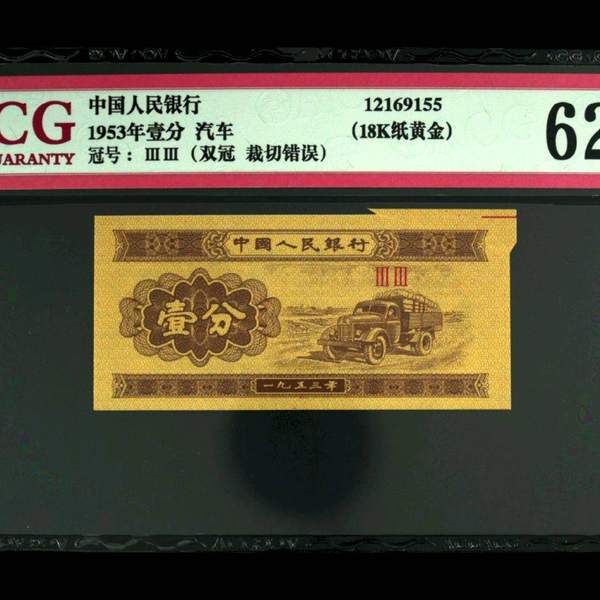 CG
UARANTY
中国人民银行 12169155
1953年壹分 汽车 (18K纸黄金)
冠号：ⅢⅢ（双冠 裁切错误）
62
中國人民銀行
ⅢⅢ
壹分
一九五三年